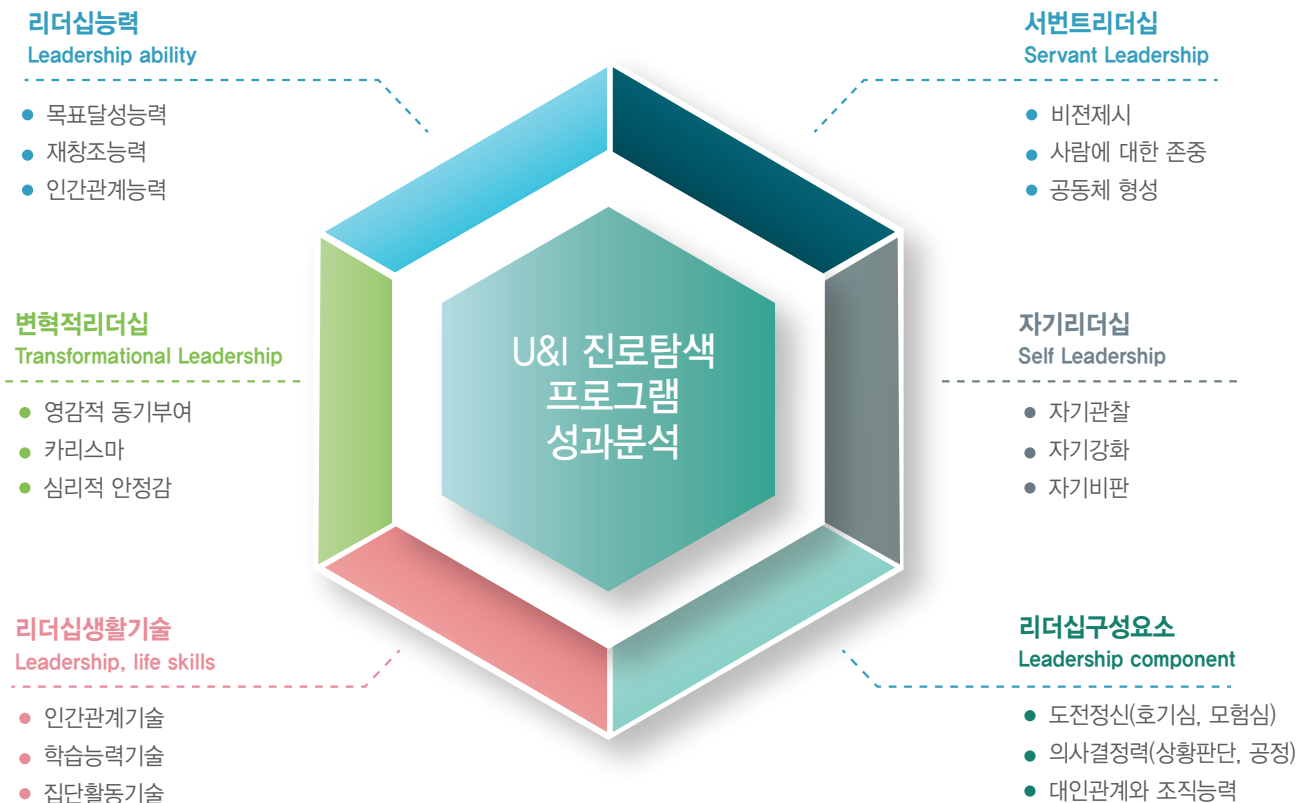 리더십능력
Leadership ability
목표달성능력
재창조능력
인간관계능력
서번트리더십
Servant Leadership
비젼제시
사람에 대한 존중
공동체 형성
변혁적리더십
Transformational Leadership
영감적 동기부여
카리스마
심리적 안정감
U&I 진로탐색
프로그램
성과분석
자기리더십
Self Leadership
자기관찰
자기강화
자기비판
리더십생활기술
Leadership, life skills
인간관계기술
학습능력기술
집단활동기술
리더십구성요소
Leadership component
도전정신(호기심, 모험심)
의사결정력(상황판단, 공정)
대인관계와 조직능력